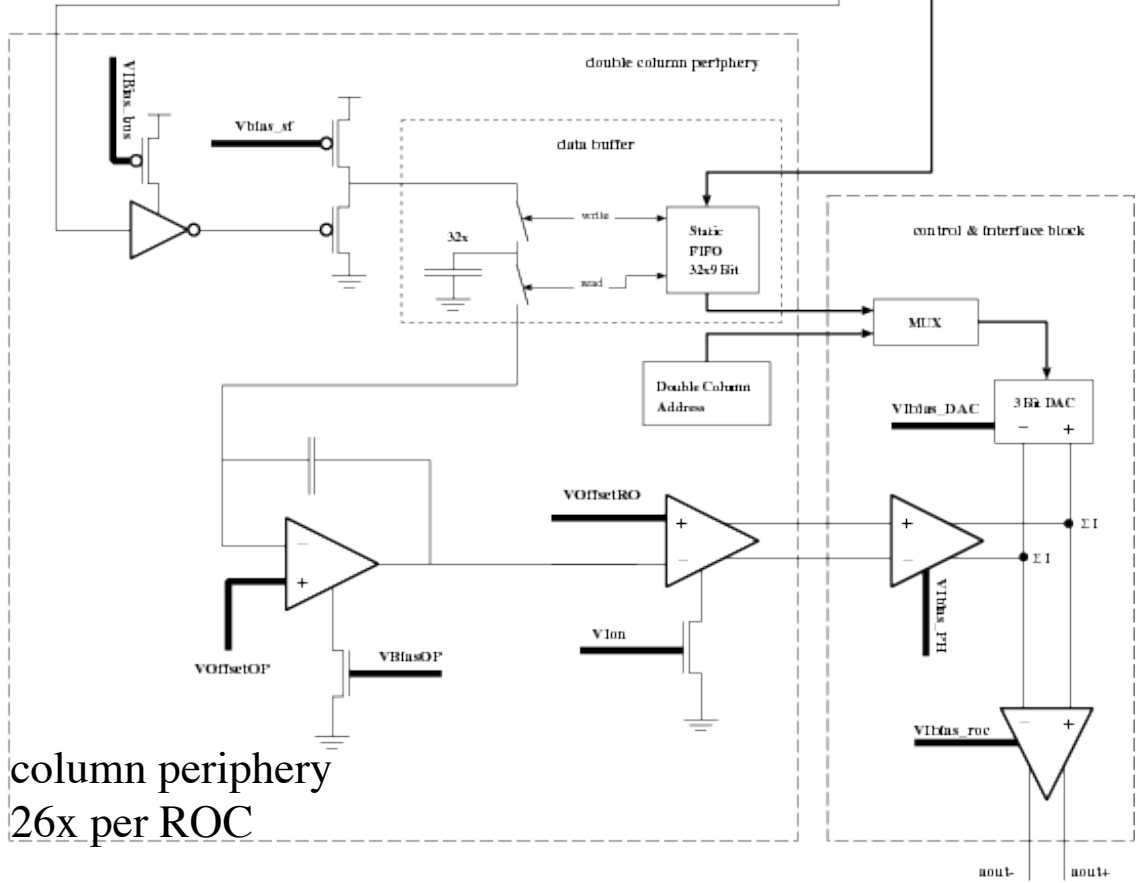 double column periphery
VIBias_bus
Vbias_sf
data buffer
write
32x
Static
FIFO
32x9 Bit
read
control & interface block
MUX
Double Column
Address
VIbias_DAC
3 Bit DAC
− +
VOffsetRO
+
−
+
−
Σ I
Σ I
−
+
VOffsetOP
VBiasOP
VIon
VIbias_PH
VIbias_roc
− +
column periphery
26x per ROC
aout- aout+